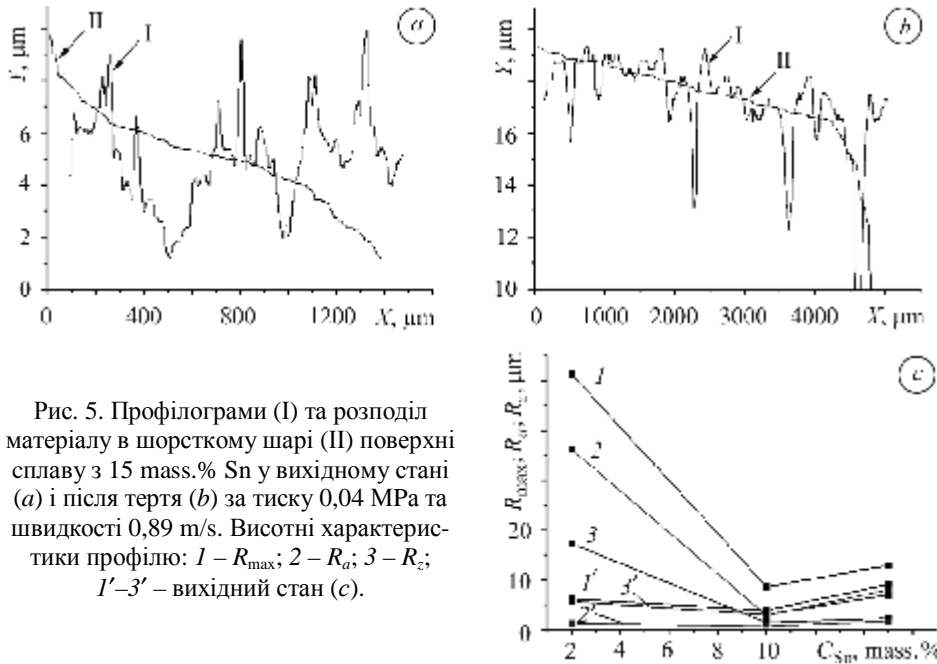 II
I
a
Y, µm
8
6
4
2
0
0
400
800
1200
X, µm
I
II
b
Y, µm
18
16
14
12
10
0
1000
2000
3000
4000
X, µm
Рис. 5. Профілограми (I) та розподіл
матеріалу в шорсткому шарі (II) поверхні
сплаву з 15 mass.% Sn у вихідному стані
(a) і після тертя (b) за тиску 0,04 MPa та
швидкості 0,89 m/s. Висотні характерис-
тики профілю: 1 – Rmax; 2 – Ra; 3 – Rz;
1′–3′ – вихідний стан (c).
c
Rmax; Ra; Rz, µm
40
20
10
0
1
2
3
1′
3′
2′
2
4
6
8
10
CSn, mass.%